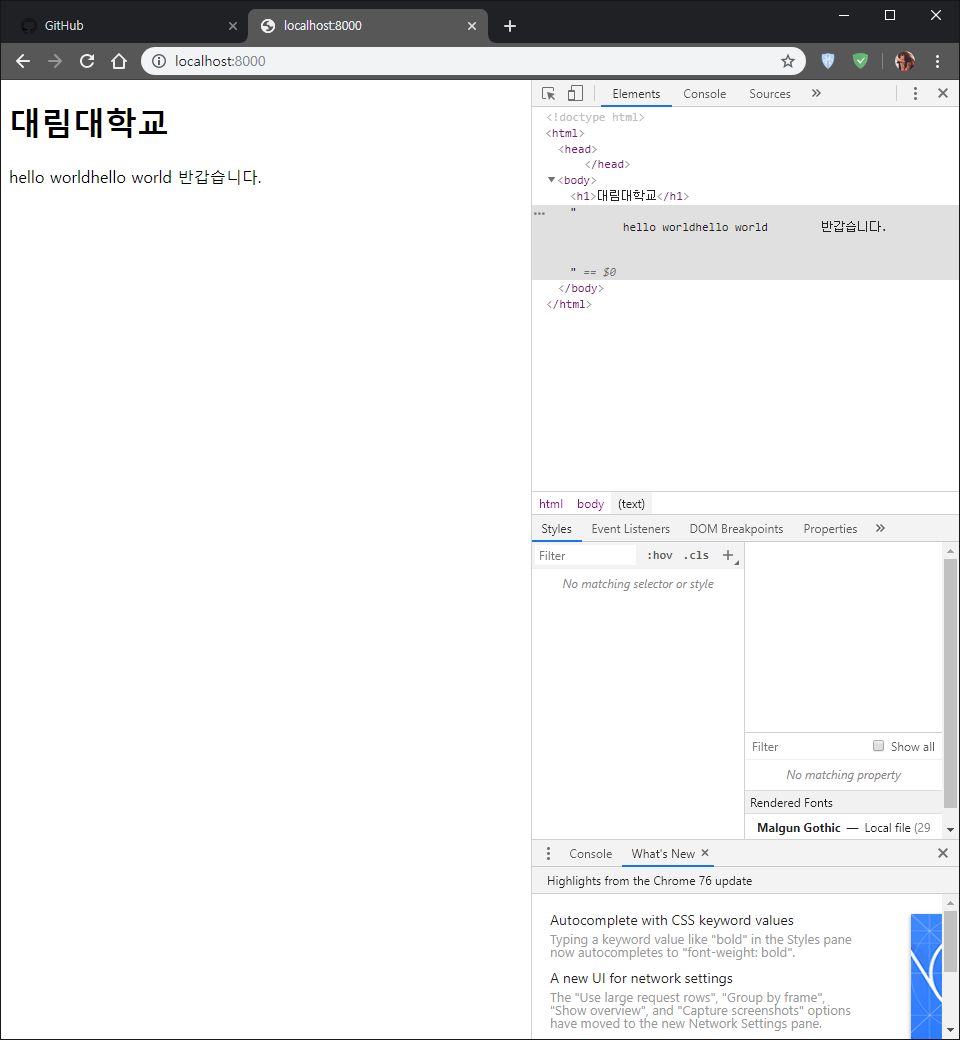 GitHub
localhost:8000
localhost:8000
대림대학교
hello worldhello world 반갑습니다.
Elements Console Sources »
<!doctype html>
<html>
<head>
</head>
<body>
<h1>대림대학교</h1>
"
hello worldhello world 반갑습니다.
" == $0
</body>
</html>
html body (text)
Styles Event Listeners DOM Breakpoints Properties »
Filter :hov .cls +
No matching selector or style
Filter Show all
No matching property
Rendered Fonts
Malgun Gothic — Local file (29
Console What's New
Highlights from the Chrome 76 update
Autocomplete with CSS keyword values
Typing a keyword value like "bold" in the Styles pane
now autocompletes to "font-weight: bold".
A new UI for network settings
The "Use large request rows", "Group by frame",
"Show overview", and "Capture screenshots" options
have moved to the new Network Settings pane.